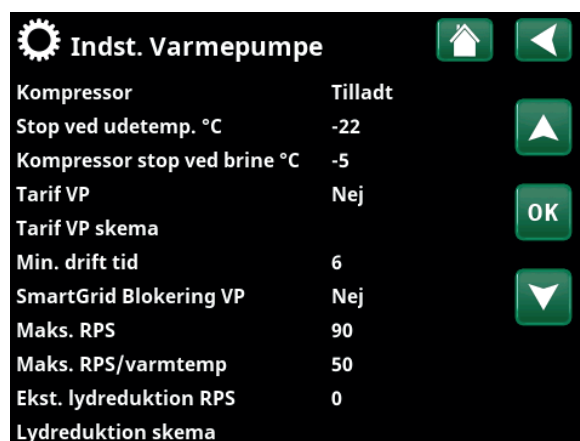 Indst. Varmepumpe
Kompressor Tilladt
Stop ved udetemp. °C -22
Kompressor stop ved brine °C -5
Tarif VP Nej
Tarif VP skema
OK
Min. drift tid 6
SmartGrid Blokering VP Nej
Maks. RPS 90
Maks. RPS/varmtemp 50
Ekst. lydreduktion RPS 0
Lydreduktion skema